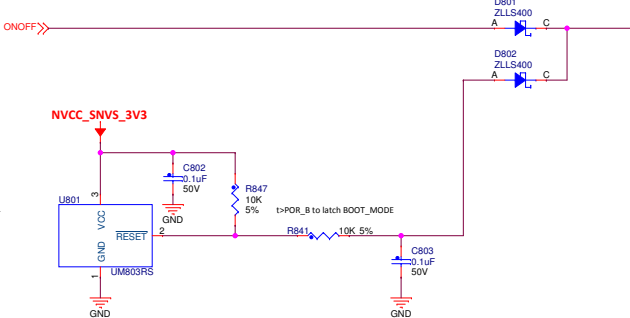 D801
ZLLS400
ONOFF
A
C
D802
ZLLS400
A
C
NVCC_SNVS_3V3
C802
0.1uF
50V
R847
10K
5%
t>POR_B to latch BOOT_MODE
U801
3
VCC
GND
GND
RESET
2
R841
10K 5%
C803
0.1uF
50V
UM803RS
1
GND
GND